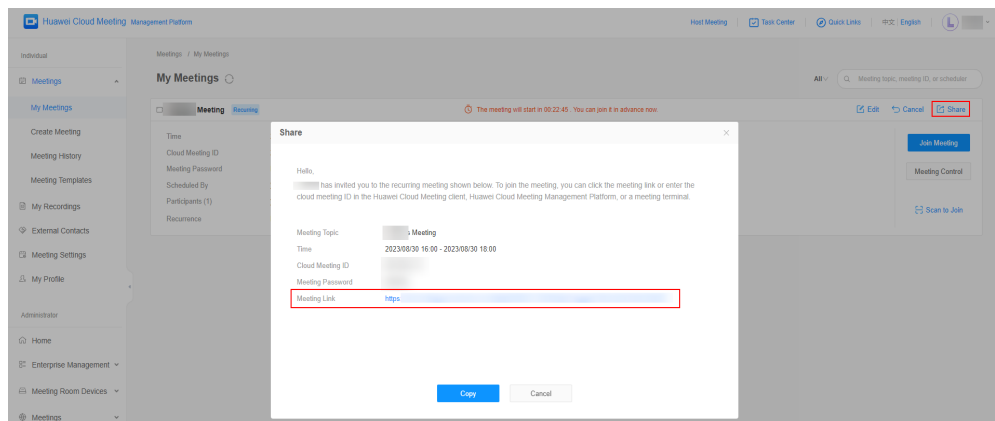 Huawei Cloud Meeting Management Platform
Host Meeting Task Center Quick Links 中文 English L
Individual
Meetings
My Meetings
Create Meeting
Meeting History
Meeting Templates
My Recordings
External Contacts
Meeting Settings
My Profile
Administrator
Home
Enterprise Management
Meeting Room Devices
Meetings
Meetings / My Meetings
My Meetings
All Meeting topic, meeting ID, or scheduler
Meeting Recurring The meeting will start in 00:22:45 . You can join it in advance now. Edit Cancel Share
Time
Cloud Meeting ID
Meeting Password
Scheduled By
Participants (1)
Recurrence
Join Meeting
Meeting Control
Scan to Join
Share
Hello,
has invited you to the recurring meeting shown below. To join the meeting, you can click the meeting link or enter the
cloud meeting ID in the Huawei Cloud Meeting client, Huawei Cloud Meeting Management Platform, or a meeting terminal.
Meeting Topic s Meeting
Time 2023/08/30 16:00 - 2023/08/30 18:00
Cloud Meeting ID
Meeting Password
Meeting Link https
Copy Cancel